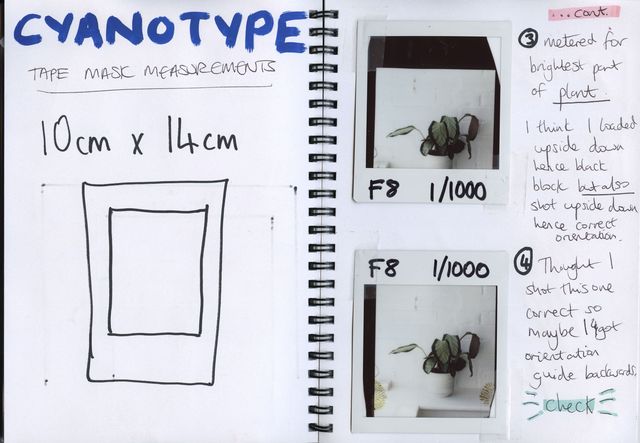 CYANOTYPE
TAPE MASK MEASUREMENTS
10cm x 14cm
F8 1/1000
F8 1/1000
...cont.
③ metered for
brightest part
of plant.
I think I loaded
upside down
hence black
block but also
shot upside down
hence correct
orientation.
④ Thought I
shot this one
correct so
maybe I got
orientation
guide backwards.
check